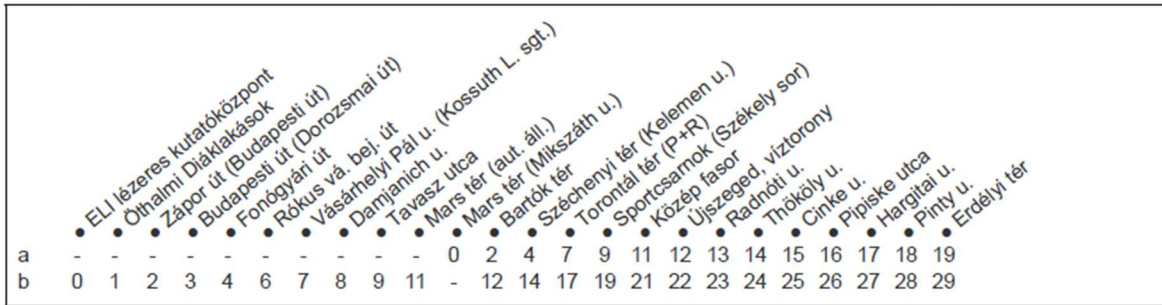 ELI lézeres kutatóközpont
Öthalmi Diáklakások
Zápor út (Budapesti út)
Budapesti út (Dorozsmai út)
Fonógyári út
Rókus vá. bej. út
Vásárhelyi Pál u. (Kossuth L. sgt.)
Damjanich u.
Tavasz utca
Mars tér (aut. áll.)
Mars tér (Mikszáth u.)
Bartók tér
Széchenyi tér (Kelemen u.)
Torontál tér (P+R)
Sportcsarnok (Székely sor)
Közép fasor
Újszeged, víztorony
Radnóti u.
Thököly u.
Cinke u.
Pipiske utca
Hargitai u.
Pinty u.
Erdélyi tér
a - - - - - - - - - - 0 2 4 7 9 11 12 13 14 15 16 17 18 19
b 0 1 2 3 4 6 7 8 9 11 - 12 14 17 19 21 22 23 24 25 26 27 28 29